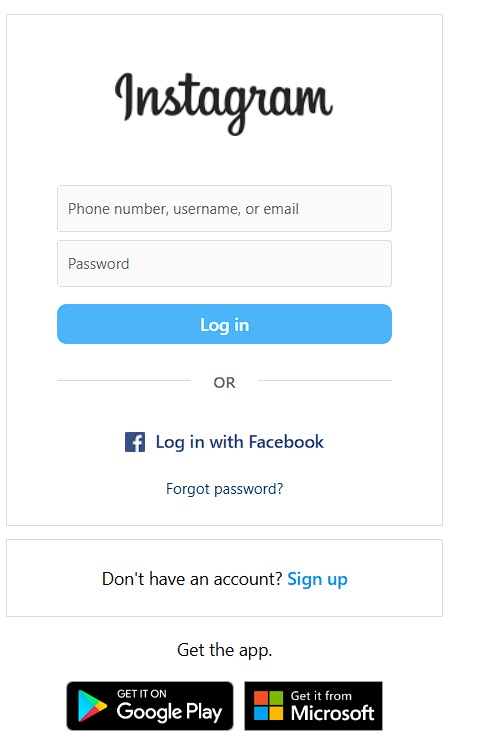 Instagram
Phone number, username, or email
Password
Log in
OR
Log in with Facebook
Forgot password?
Don't have an account? Sign up
Get the app.
GET IT ON
Google Play
Get it from
Microsoft